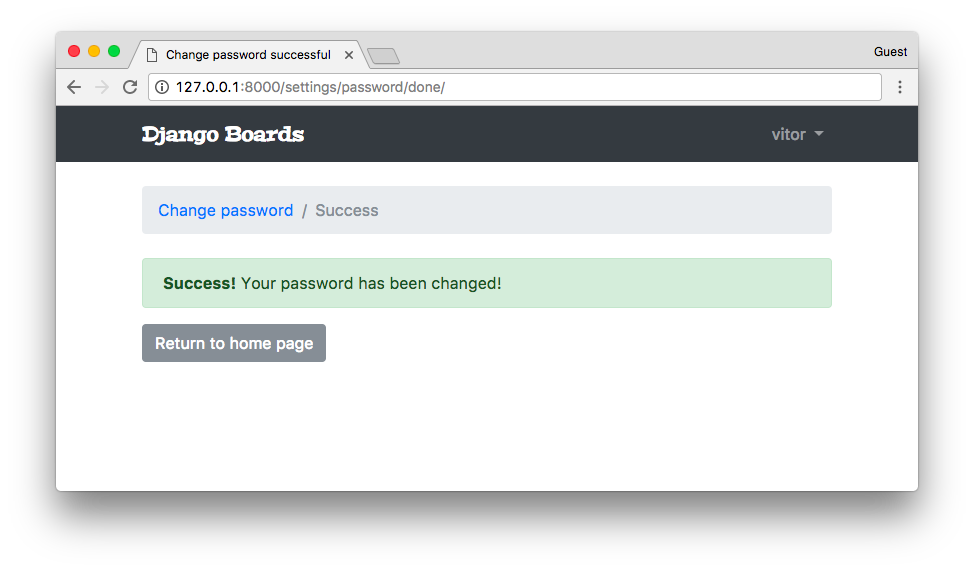 Change password successful
Guest
127.0.0.1:8000/settings/password/done/
Django Boards
vitor
Change password / Success
Success! Your password has been changed!
Return to home page